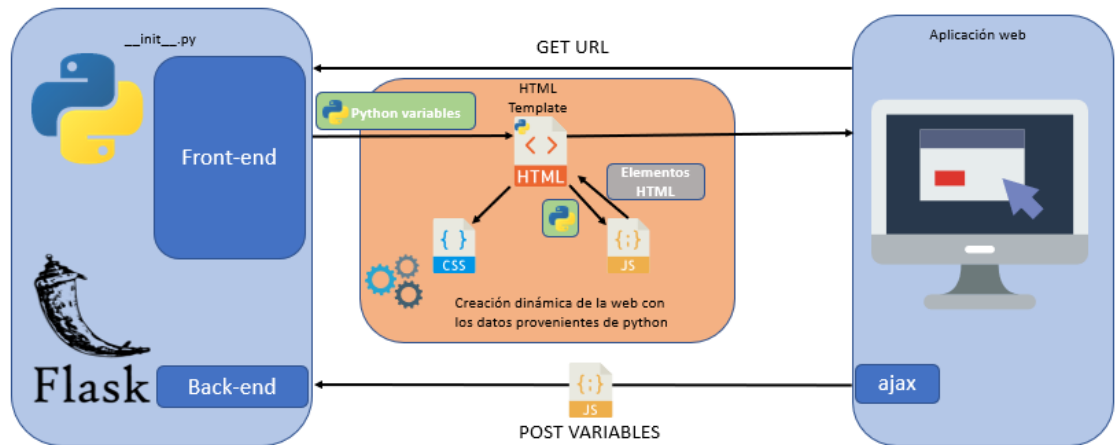 __init__.py
GET URL
Aplicación web
HTML
Template
Python variables
Front-end
< >
HTML
Elementos
HTML
{ }
CSS
{;}
JS
Creación dinámica de la web con
los datos provenientes de python
Flask
Back-end
{;}
JS
ajax
POST VARIABLES